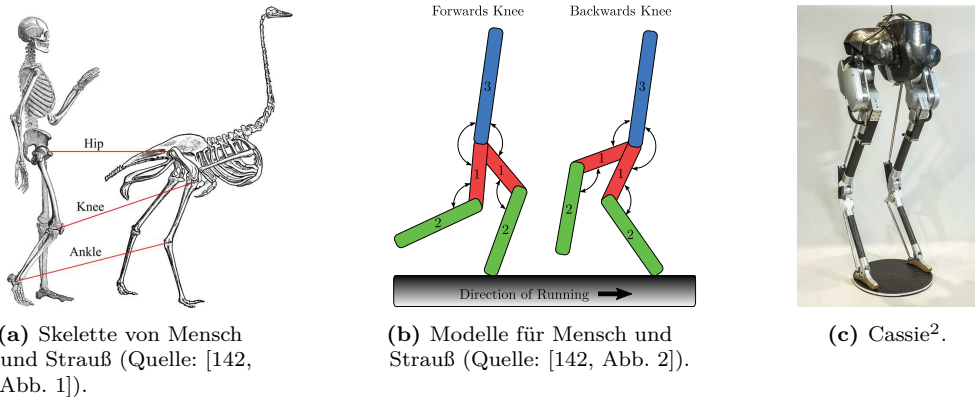 Hip
Knee
Ankle
Forwards Knee
Backwards Knee
3
3
1
1
1
1
2
2
2
2
Direction of Running
(a) Skelette von Mensch
und Strauß (Quelle: [142,
Abb. 1]).
(b) Modelle für Mensch und
Strauß (Quelle: [142, Abb. 2]).
(c) Cassie².